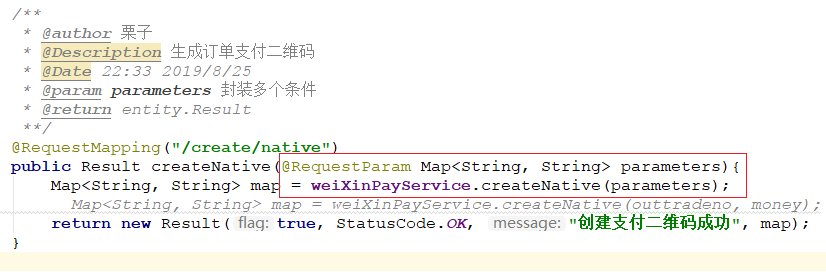 /**
* @author 栗子
* @Description 生成订单支付二维码
* @Date 22:33 2019/8/25
* @param parameters 封装多个条件
* @return entity.Result
**/
@RequestMapping("/create/native")
public Result createNative(@RequestParam Map<String, String> parameters){
Map<String, String> map = weiXinPayService.createNative(parameters);
Map<String, String> map = weiXinPayService.createNative(outtradeno, money);
return new Result( flag: true, StatusCode.OK, message: "创建支付二维码成功", map);
}